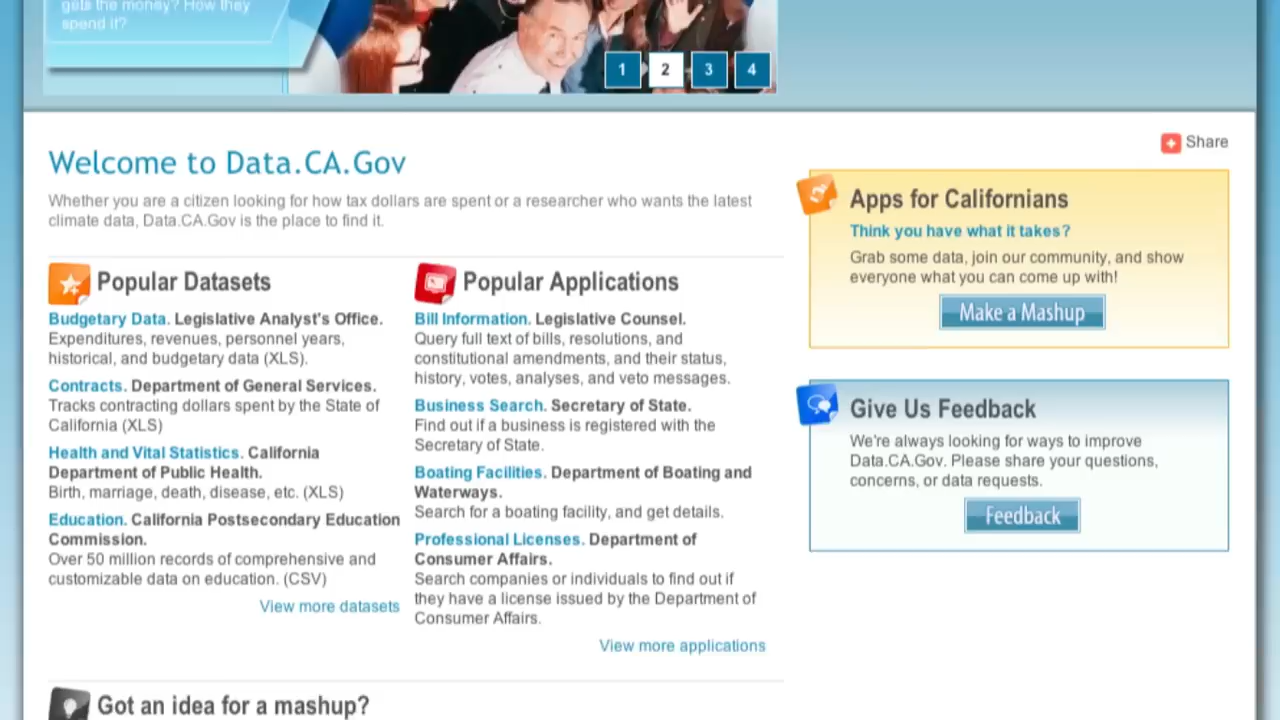 gets the money? How they
spend it?
1 2 3 4
Share
Welcome to Data.CA.Gov
Whether you are a citizen looking for how tax dollars are spent or a researcher who wants the latest
climate data, Data.CA.Gov is the place to find it.
Popular Datasets
Budgetary Data. Legislative Analyst's Office.
Expenditures, revenues, personnel years,
historical, and budgetary data (XLS).
Contracts. Department of General Services.
Tracks contracting dollars spent by the State of
California (XLS)
Health and Vital Statistics. California
Department of Public Health.
Birth, marriage, death, disease, etc. (XLS)
Education. California Postsecondary Education
Commission.
Over 50 million records of comprehensive and
customizable data on education. (CSV)
View more datasets
Popular Applications
Bill Information. Legislative Counsel.
Query full text of bills, resolutions, and
constitutional amendments, and their status,
history, votes, analyses, and veto messages.
Business Search. Secretary of State.
Find out if a business is registered with the
Secretary of State.
Boating Facilities. Department of Boating and
Waterways.
Search for a boating facility, and get details.
Professional Licenses. Department of
Consumer Affairs.
Search companies or individuals to find out if
they have a license issued by the Department of
Consumer Affairs.
View more applications
Apps for Californians
Think you have what it takes?
Grab some data, join our community, and show
everyone what you can come up with!
Make a Mashup
Give Us Feedback
We're always looking for ways to improve
Data.CA.Gov. Please share your questions,
concerns, or data requests.
Feedback
Got an idea for a mashup?